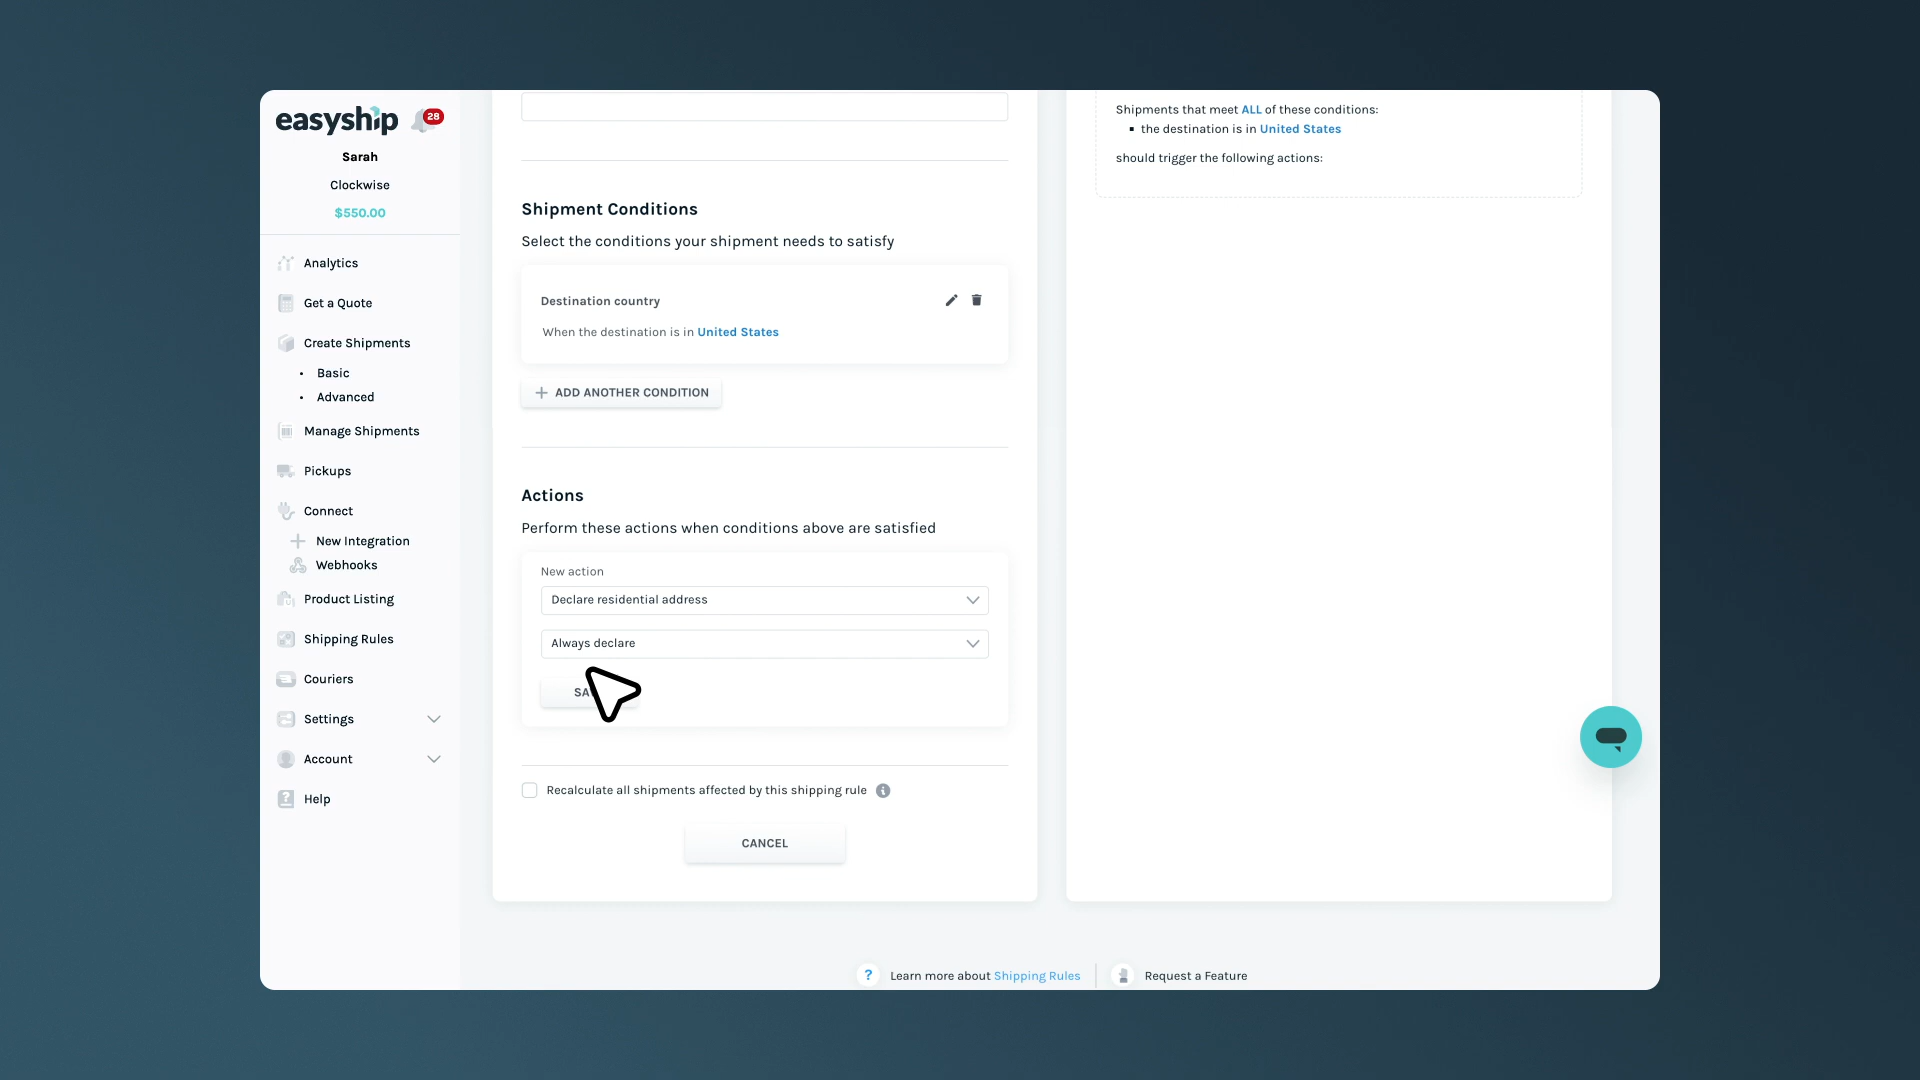 easyship
28
Sarah
Clockwise
$550.00
Analytics
Get a Quote
Create Shipments
Basic
Advanced
Manage Shipments
Pickups
Connect
New Integration
Webhooks
Product Listing
Shipping Rules
Couriers
Settings
Account
Help
Shipment Conditions
Select the conditions your shipment needs to satisfy
Destination country
When the destination is in United States
ADD ANOTHER CONDITION
Actions
Perform these actions when conditions above are satisfied
New action
Declare residential address
Always declare
Recalculate all shipments affected by this shipping rule
CANCEL
Shipments that meet ALL of these conditions:
the destination is in United States
should trigger the following actions:
? Learn more about Shipping Rules
Request a Feature